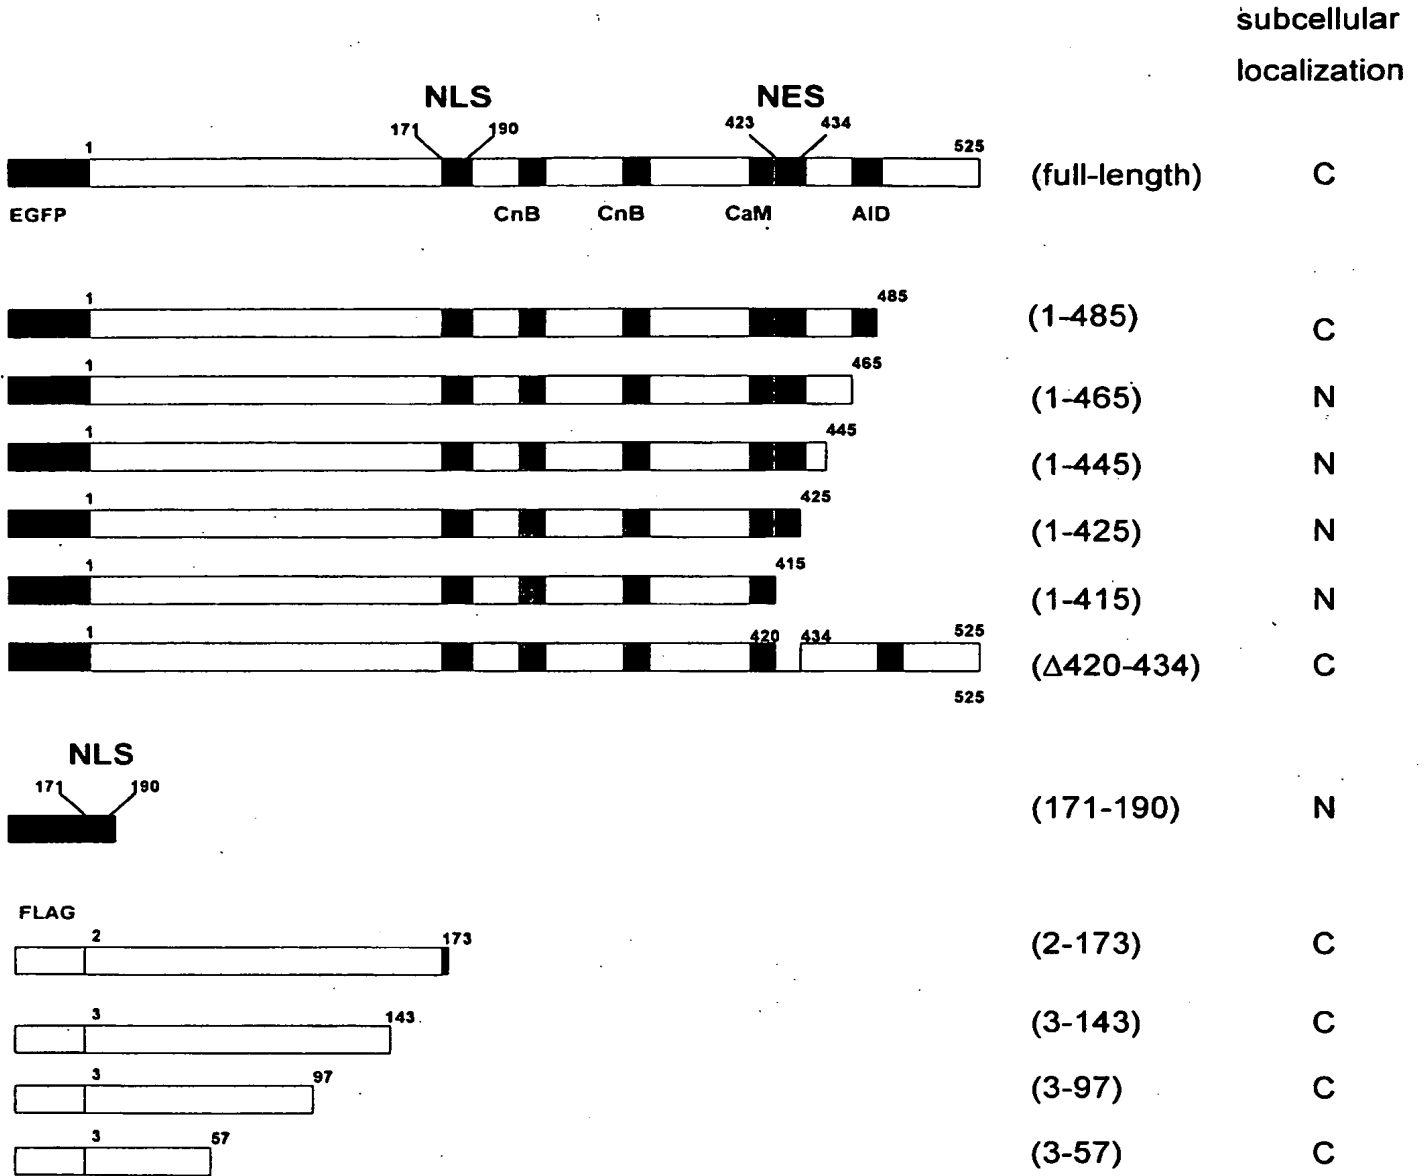 subcellular
localization
NLS NES
171 190 423 434
1 525
(full-length) C
EGFP CnB CnB CaM AID
1 485
(1-485) C
1 465
(1-465) N
1 445
(1-445) N
1 425
(1-425) N
1 415
(1-415) N
1 420 434 525
(Δ420-434) C
525
NLS
171 190
(171-190) N
FLAG
2 173
(2-173) C
3 143
(3-143) C
3 97
(3-97) C
3 57
(3-57) C